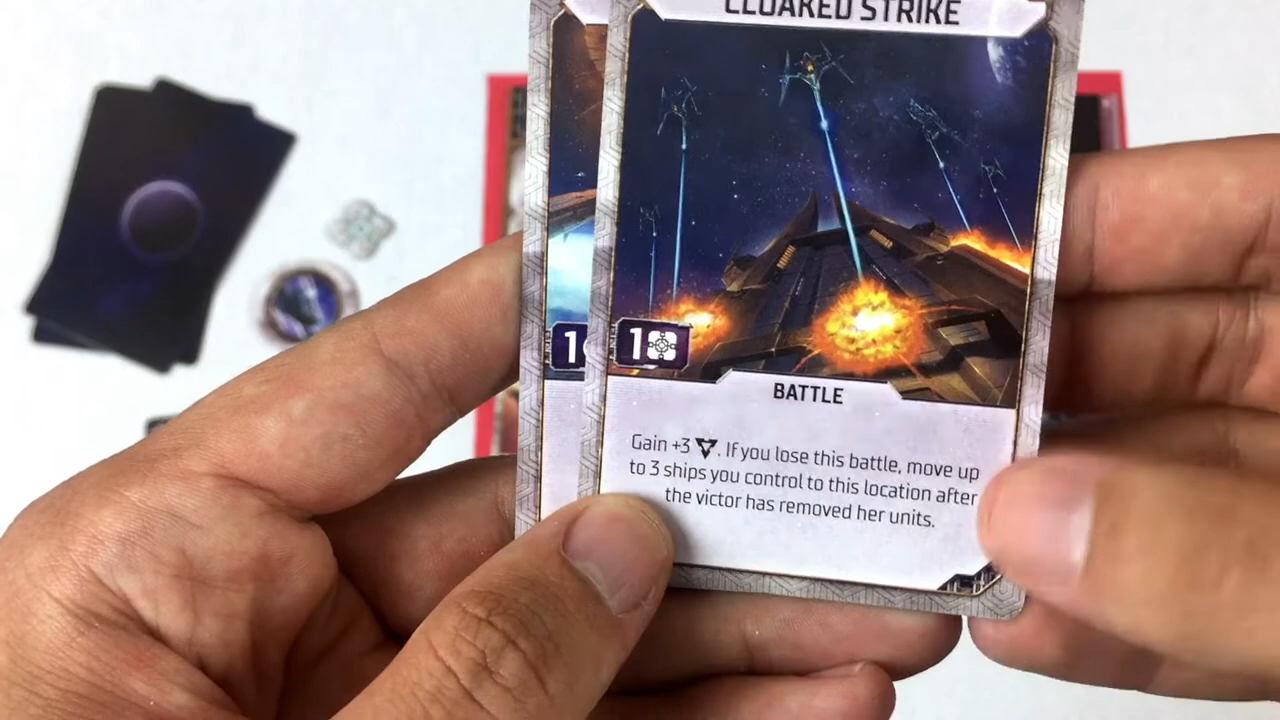 CLOAKED STRIKE
1
1
BATTLE
Gain +3 . If you lose this battle, move up
to 3 ships you control to this location after
the victor has removed her units.